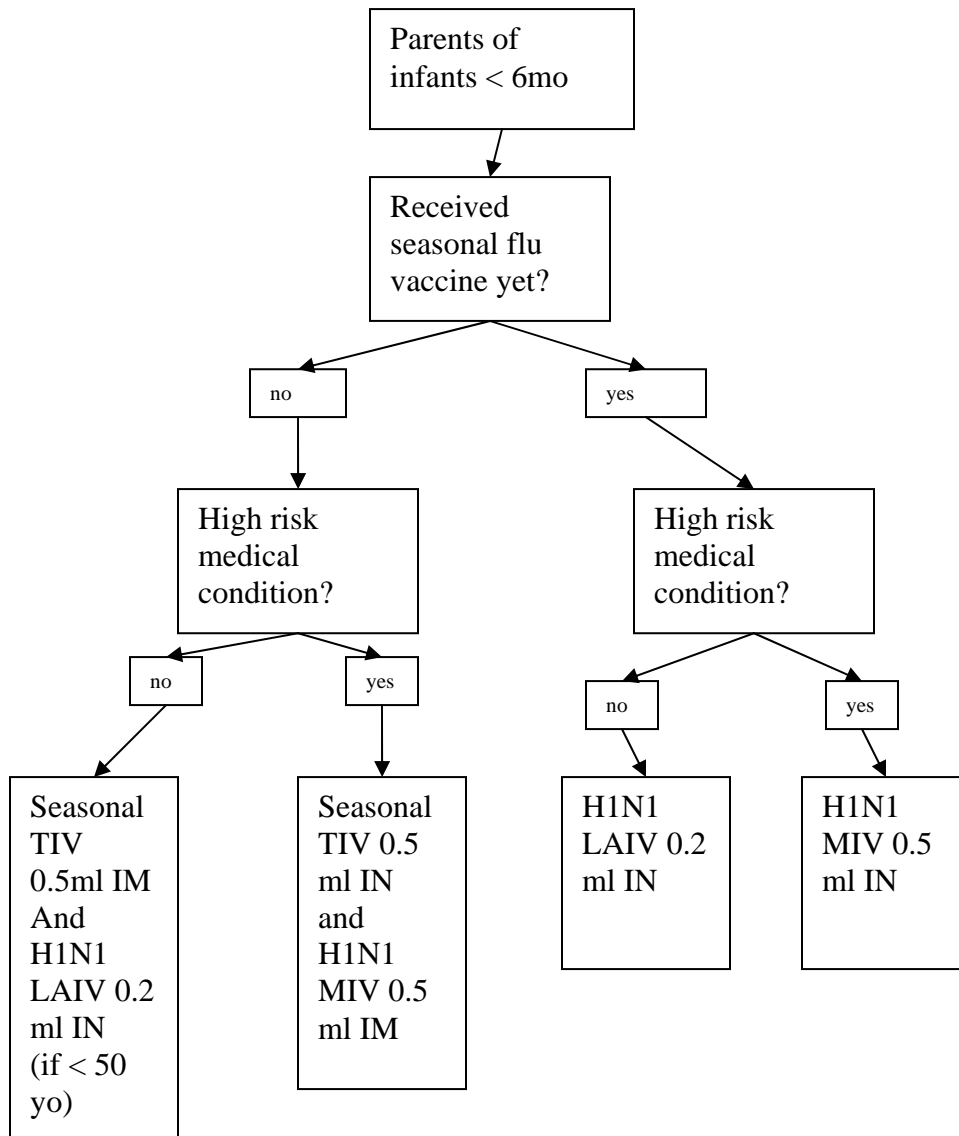 Parents of
infants < 6mo
Received
seasonal flu
vaccine yet?
no
yes
High risk
medical
condition?
High risk
medical
condition?
no
yes
no
yes
Seasonal
TIV
0.5ml IM
And
H1N1
LAIV 0.2
ml IN
(if < 50
yo)
Seasonal
TIV 0.5
ml IN
and
H1N1
MIV 0.5
ml IM
H1N1
LAIV 0.2
ml IN
H1N1
MIV 0.5
ml IN